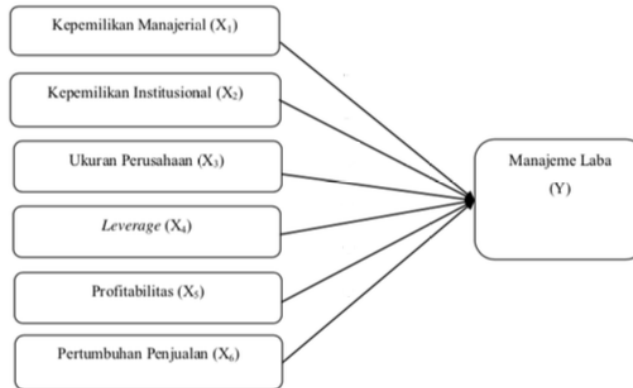 Kepemilikan Manajerial (X₁)
Kepemilikan Institusional (X₂)
Ukuran Perusahaan (X₃)
Leverage (X₄)
Profitabilitas (X₅)
Pertumbuhan Penjualan (X₆)
Manajeme Laba
(Y)